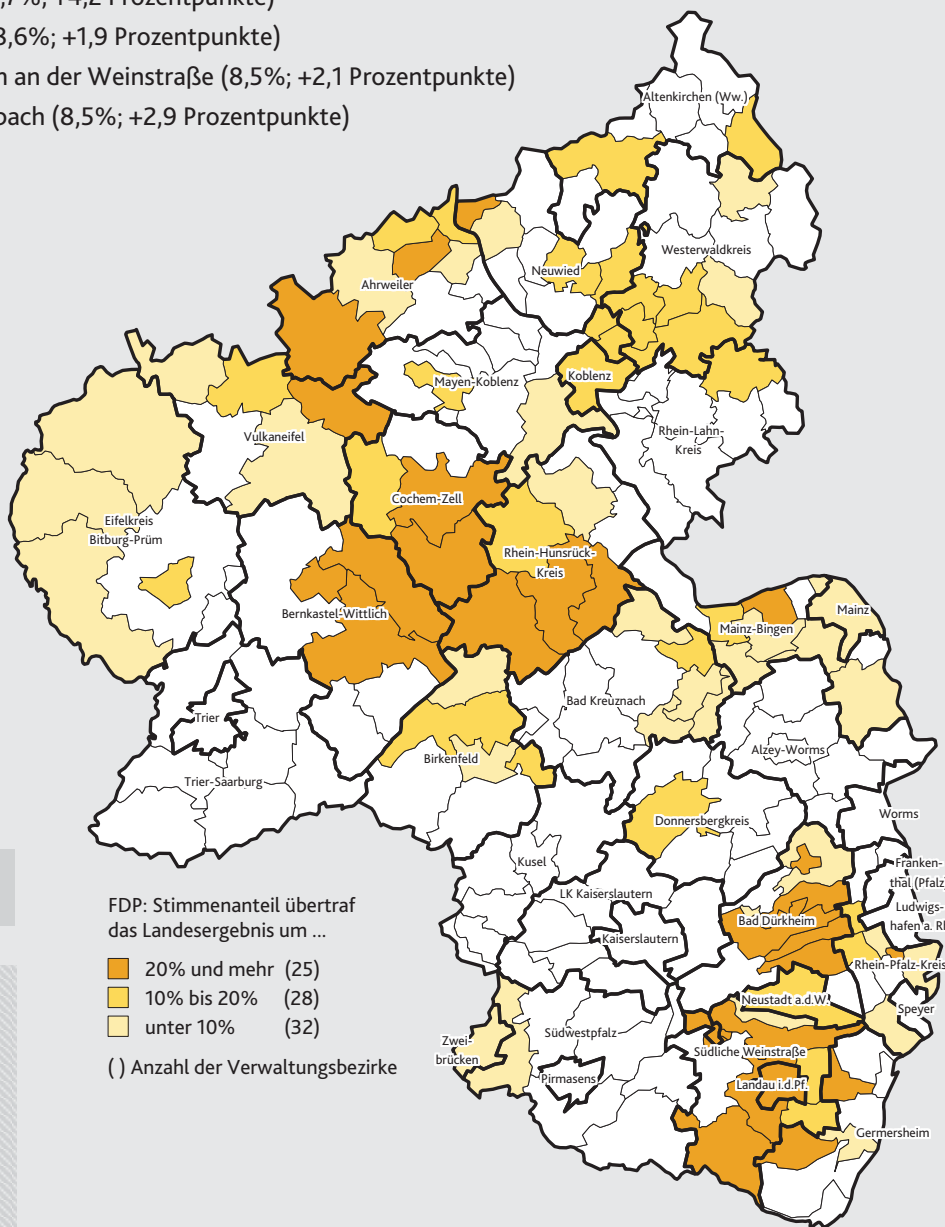 ,7%; +4,2 Prozentpunkte)
3,6%; +1,9 Prozentpunkte)
an der Weinstraße (8,5%; +2,1 Prozentpunkte)
bach (8,5%; +2,9 Prozentpunkte)
Altenkirchen (Ww.)
Westerwaldkreis
Neuwied
Ahrweiler
Koblenz
Mayen-Koblenz
Rhein-Lahn-
Kreis
Vulkaneifel
Cochem-Zell
Eifelkreis
Bitburg-Prüm
Rhein-Hunsrück-
Kreis
Bernkastel-Wittlich
Mainz
Mainz-Bingen
Bad Kreuznach
Trier
Alzey-Worms
Birkenfeld
Trier-Saarburg
Donnersbergkreis
Worms
Kusel
Franken-
thal (Pfalz)
LK Kaiserslautern
Ludwigs-
hafen a. Rh
Bad Dürkheim
Kaiserslautern
Rhein-Pfalz-Kreis
Neustadt a.d.W.
Speyer
Südwestpfalz
Zwei-
brücken
Südliche Weinstraße
Pirmasens
Landau i.d.Pf.
Germersheim
FDP: Stimmenanteil übertraf
das Landesergebnis um ...
20% und mehr (25)
10% bis 20% (28)
unter 10% (32)
( ) Anzahl der Verwaltungsbezirke